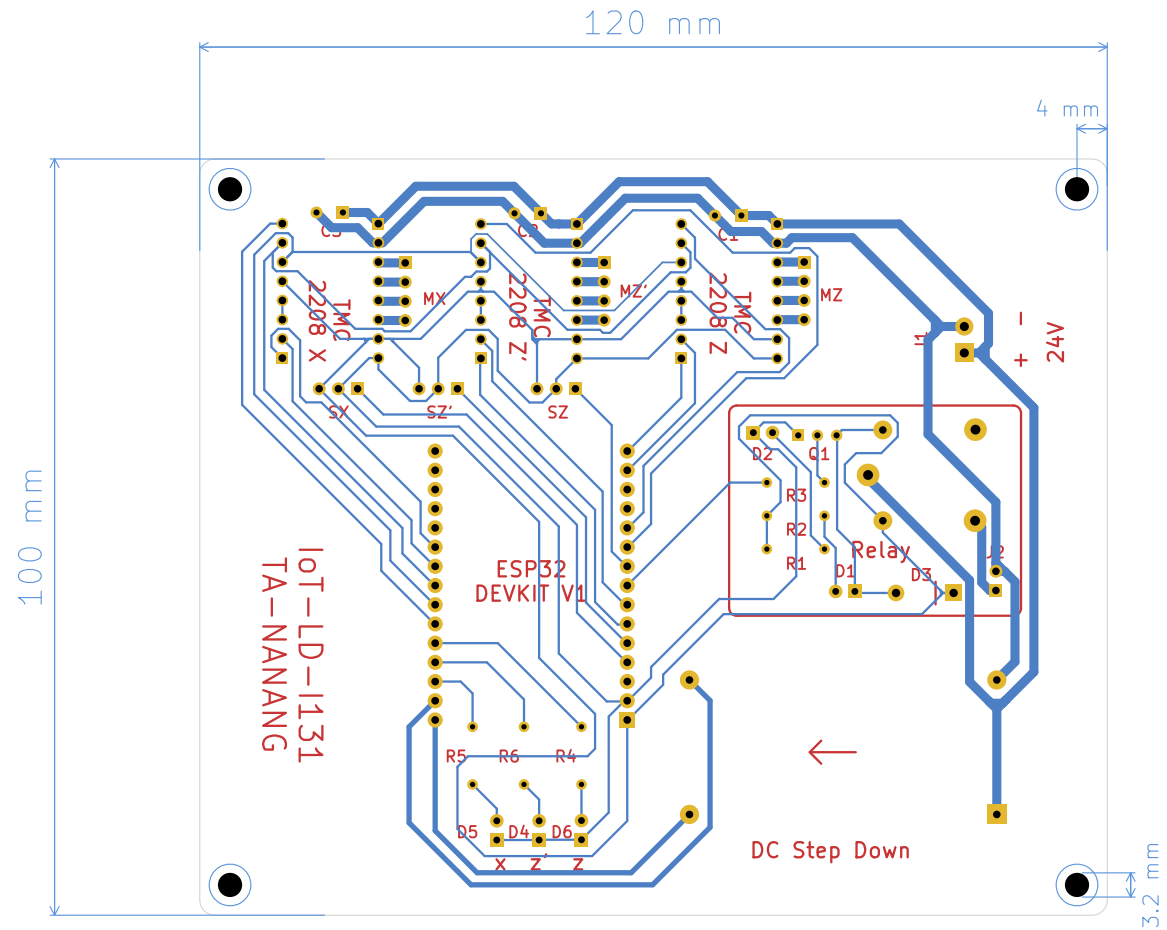 120 mm
4 mm
100 mm
C3
C2
C1
TMC
2208 X
MX
TMC
2208 Z'
MZ'
TMC
2208 Z
MZ
J1
-
+
24V
SX
SZ'
SZ
D2
Q1
R3
R2
R1
Relay
J2
D1
D3
ESP32
DEVKIT V1
IoT-LD-I131
TA-NANANG
R5
R6
R4
D5
D4
D6
X
Z'
Z
DC Step Down
3.2 mm